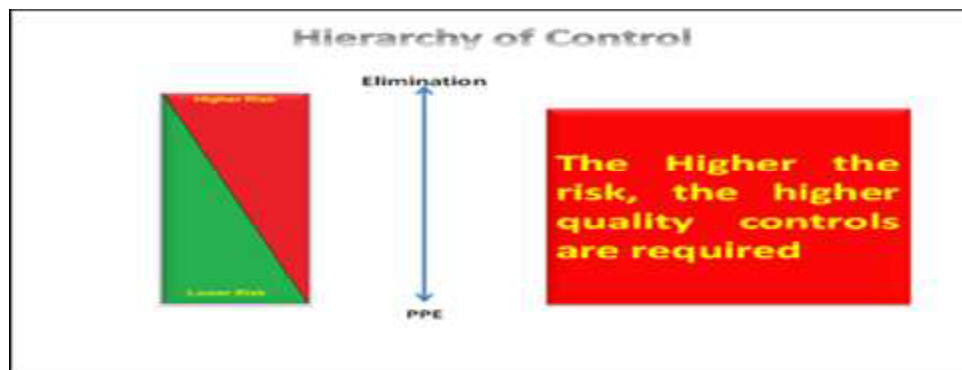 Hierarchy of Control
Elimination
Higher Risk
The Higher the
risk, the higher
quality controls
are required
Lower Risk
PPE